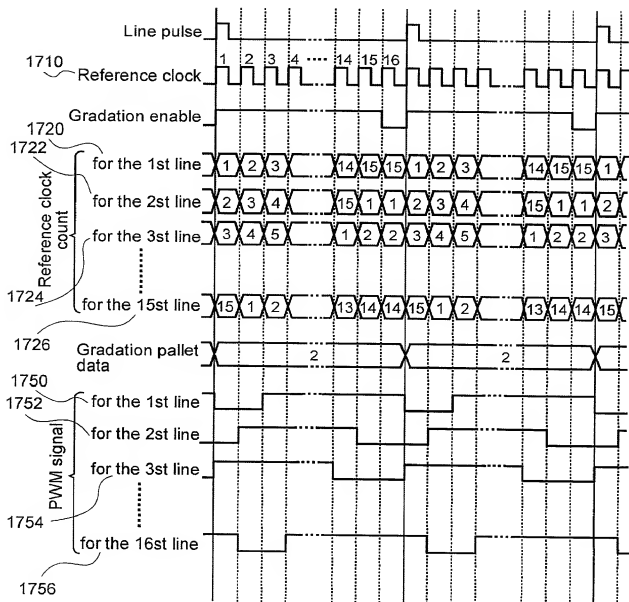 Line pulse
1 2 3 4 14 15 16
1710 Reference clock
Gradation enable
1720
1722
Reference clock count
for the 1st line 1 2 3 14 15 15 1 2 3 14 15 15 1
for the 2st line 2 3 4 15 1 1 2 3 4 15 1 1 2
for the 3st line 3 4 5 1 2 2 3 4 5 1 2 2 3
1724
for the 15st line 15 1 2 13 14 14 15 1 2 13 14 14 15
1726
Gradation pallet data 2 2
1750
1752
PWM signal
for the 1st line
for the 2st line
for the 3st line
1754
for the 16st line
1756